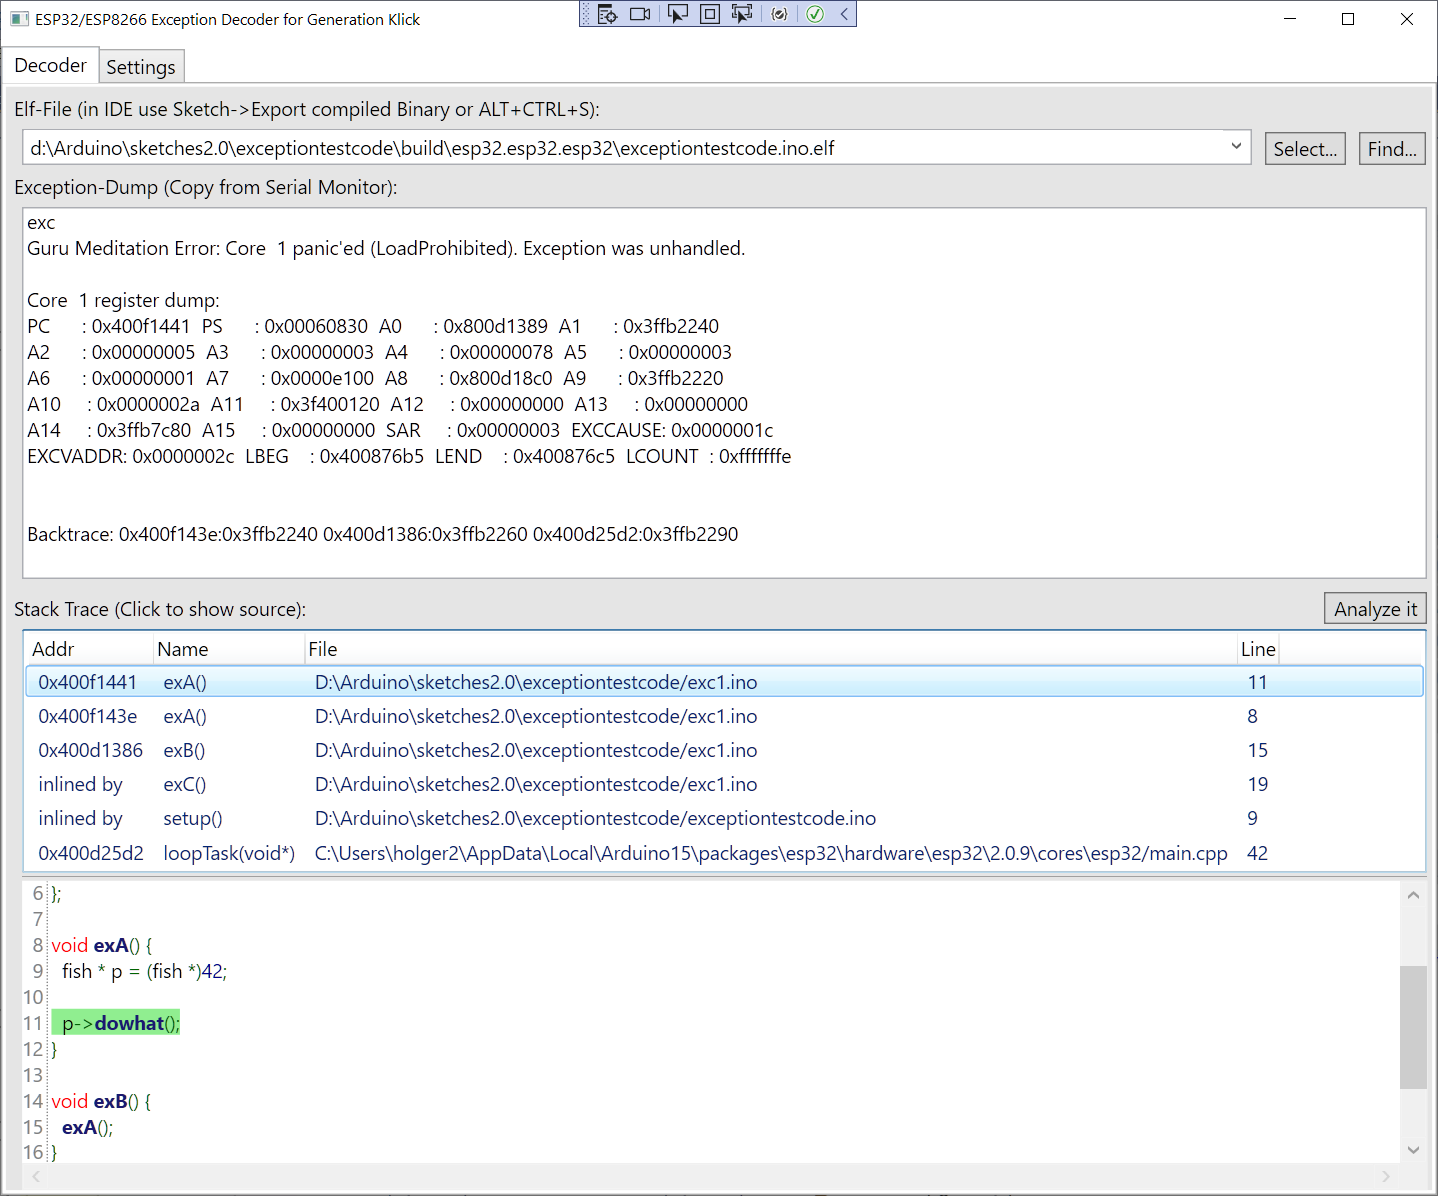 ESP32/ESP8266 Exception Decoder for Generation Klick
Decoder Settings
Elf-File (in IDE use Sketch->Export compiled Binary or ALT+CTRL+S):
d:\Arduino\sketches2.0\exceptiontestcode\build\esp32.esp32.esp32\exceptiontestcode.ino.elf Select... Find...
Exception-Dump (Copy from Serial Monitor):
exc
Guru Meditation Error: Core  1 panic'ed (LoadProhibited). Exception was unhandled.
Core  1 register dump:
PC      : 0x400f1441  PS      : 0x00060830  A0      : 0x800d1389  A1      : 0x3ffb2240
A2      : 0x00000005  A3      : 0x00000003  A4      : 0x00000078  A5      : 0x00000003
A6      : 0x00000001  A7      : 0x0000e100  A8      : 0x800d18c0  A9      : 0x3ffb2220
A10     : 0x0000002a  A11     : 0x3f400120  A12     : 0x00000000  A13     : 0x00000000
A14     : 0x3ffb7c80  A15     : 0x00000000  SAR     : 0x00000003  EXCCAUSE: 0x0000001c
EXCVADDR: 0x0000002c  LBEG    : 0x400876b5  LEND    : 0x400876c5  LCOUNT  : 0xfffffffe
Backtrace: 0x400f143e:0x3ffb2240 0x400d1386:0x3ffb2260 0x400d25d2:0x3ffb2290
Stack Trace (Click to show source): Analyze it
Addr Name File Line
0x400f1441 exA() D:\Arduino\sketches2.0\exceptiontestcode/exc1.ino 11
0x400f143e exA() D:\Arduino\sketches2.0\exceptiontestcode/exc1.ino 8
0x400d1386 exB() D:\Arduino\sketches2.0\exceptiontestcode/exc1.ino 15
inlined by exC() D:\Arduino\sketches2.0\exceptiontestcode/exc1.ino 19
inlined by setup() D:\Arduino\sketches2.0\exceptiontestcode/exceptiontestcode.ino 9
0x400d25d2 loopTask(void*) C:\Users\holger2\AppData\Local\Arduino15\packages\esp32\hardware\esp32\2.0.9\cores\esp32/main.cpp 42
6 };
7
8 void exA() {
9   fish * p = (fish *)42;
10
11   p->dowhat();
12 }
13
14 void exB() {
15   exA();
16 }